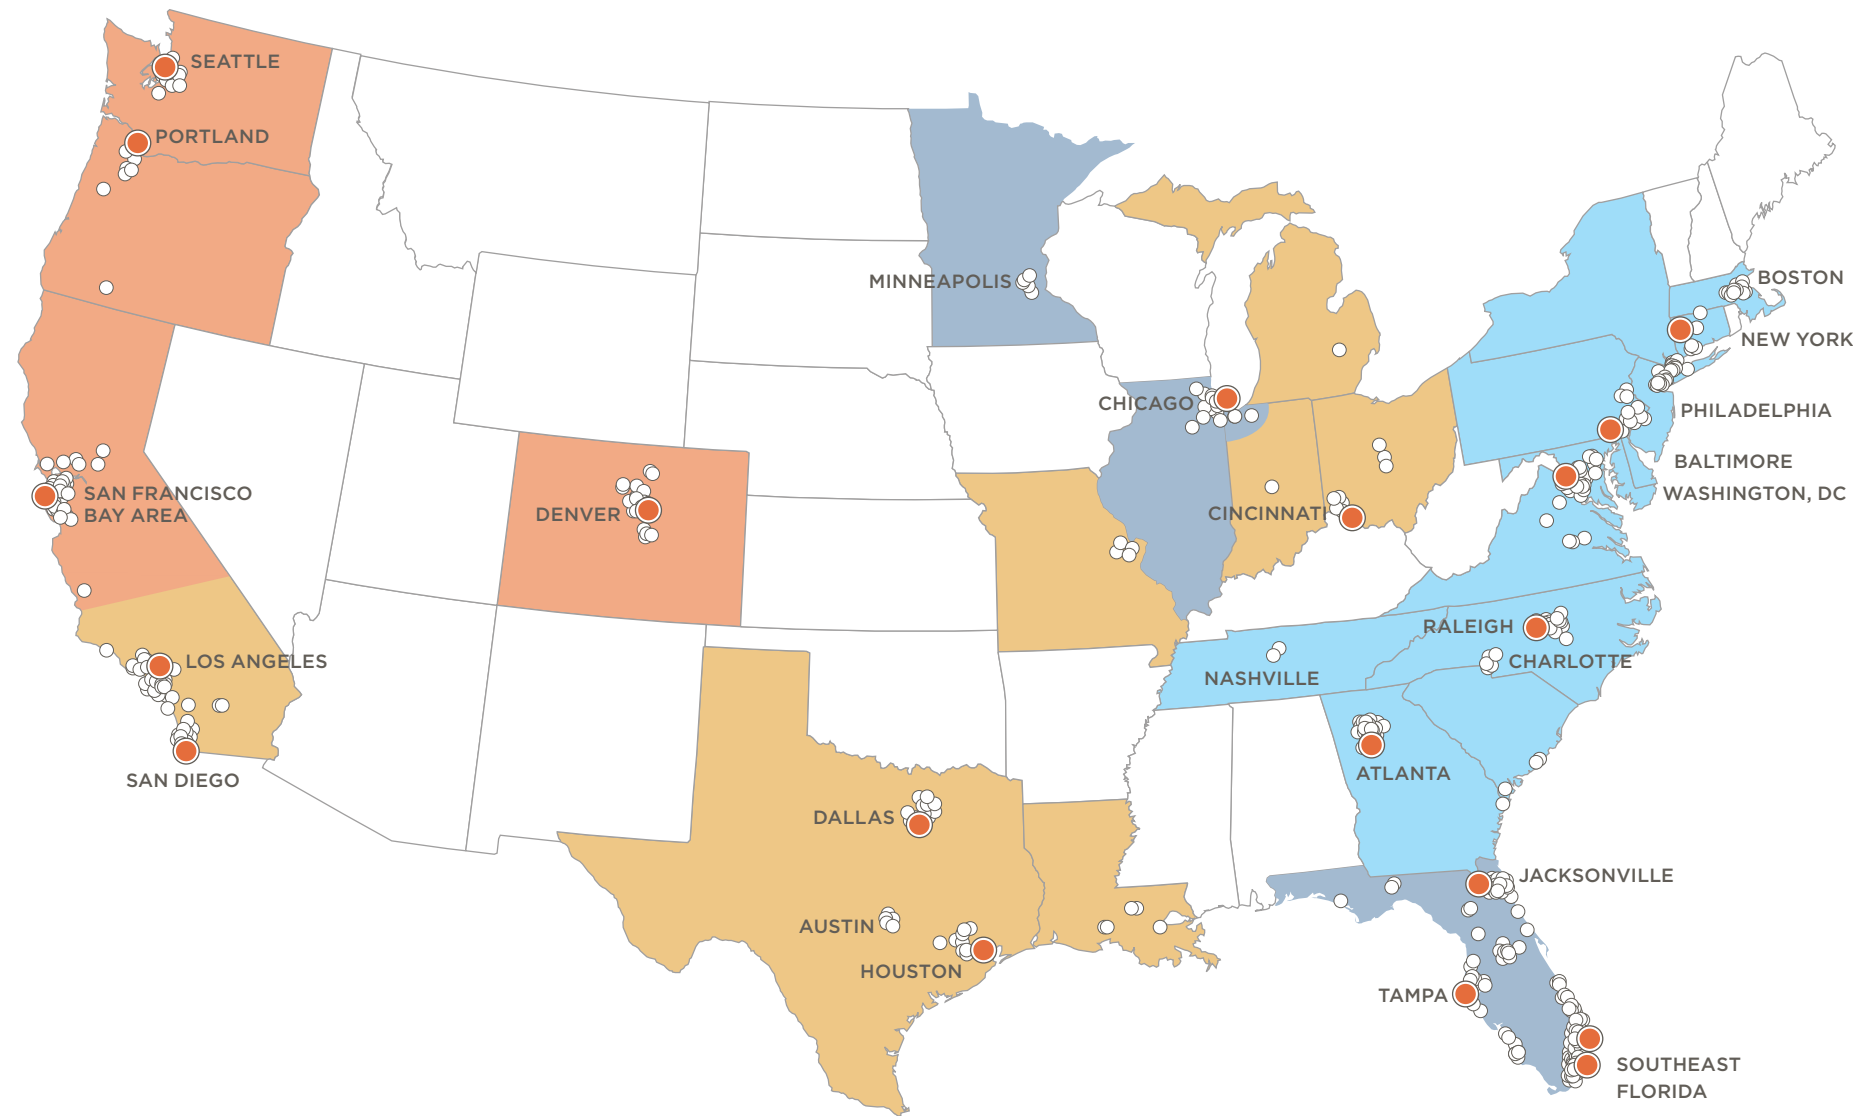 SEATTLE
PORTLAND
MINNEAPOLIS
BOSTON
NEW YORK
CHICAGO
PHILADELPHIA
BALTIMORE
WASHINGTON, DC
SAN FRANCISCO
BAY AREA
DENVER
CINCINNATI
RALEIGH
CHARLOTTE
LOS ANGELES
NASHVILLE
SAN DIEGO
ATLANTA
DALLAS
JACKSONVILLE
AUSTIN
HOUSTON
TAMPA
SOUTHEAST
FLORIDA